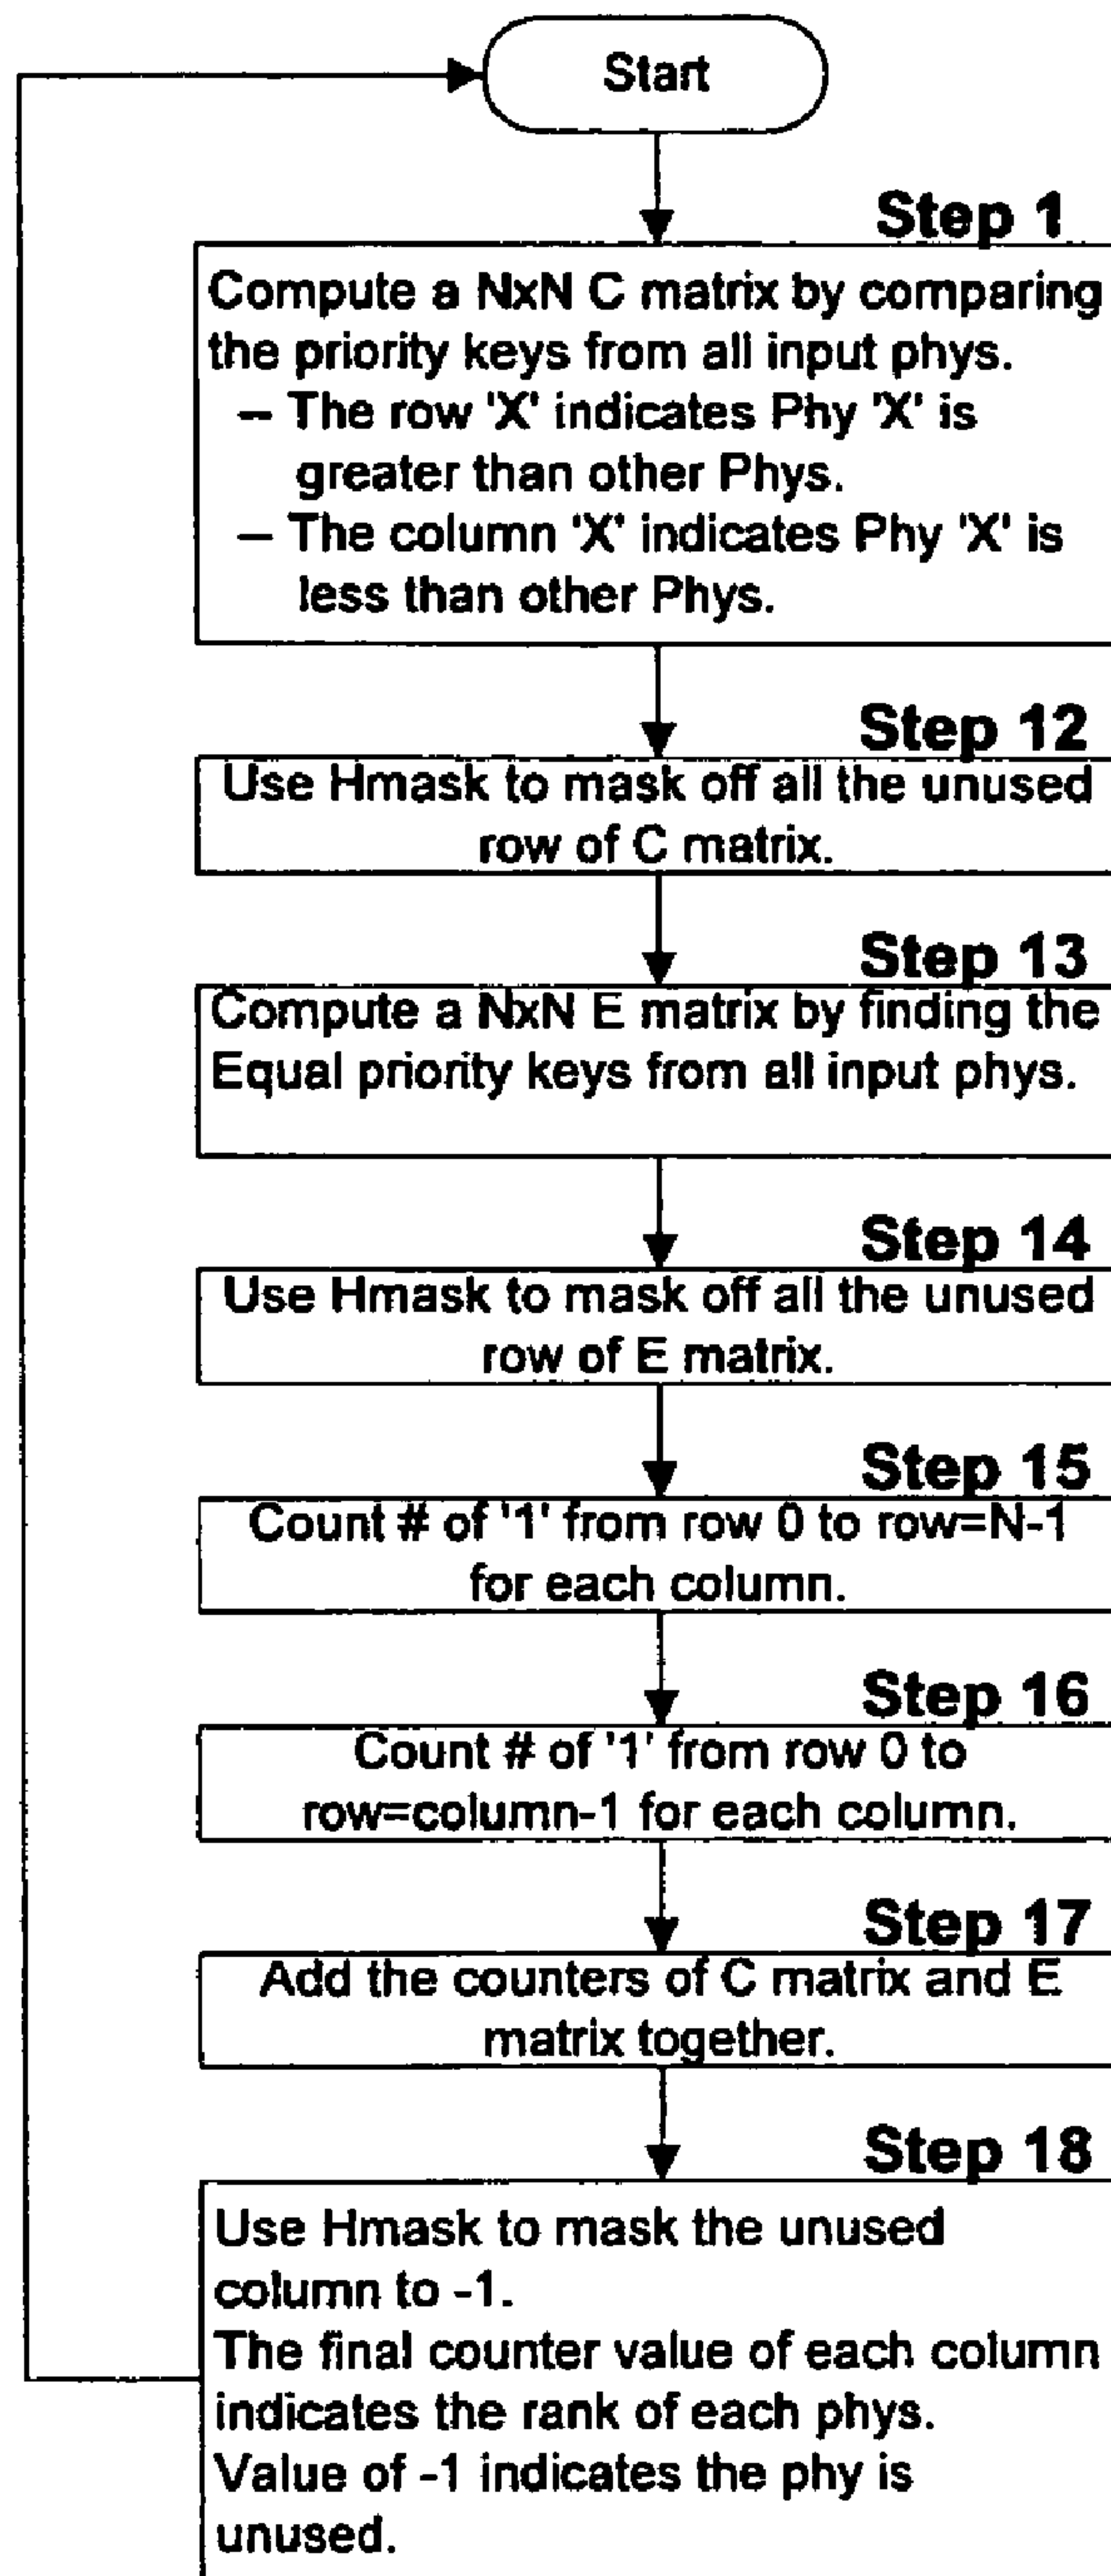 Start
Step 1
Compute a NxN C matrix by comparing
the priority keys from all input phys.
– The row 'X' indicates Phy 'X' is
greater than other Phys.
– The column 'X' indicates Phy 'X' is
less than other Phys.
Step 12
Use Hmask to mask off all the unused
row of C matrix.
Step 13
Compute a NxN E matrix by finding the
Equal priority keys from all input phys.
Step 14
Use Hmask to mask off all the unused
row of E matrix.
Step 15
Count # of '1' from row 0 to row=N-1
for each column.
Step 16
Count # of '1' from row 0 to
row=column-1 for each column.
Step 17
Add the counters of C matrix and E
matrix together.
Step 18
Use Hmask to mask the unused
column to -1.
The final counter value of each column
indicates the rank of each phys.
Value of -1 indicates the phy is
unused.